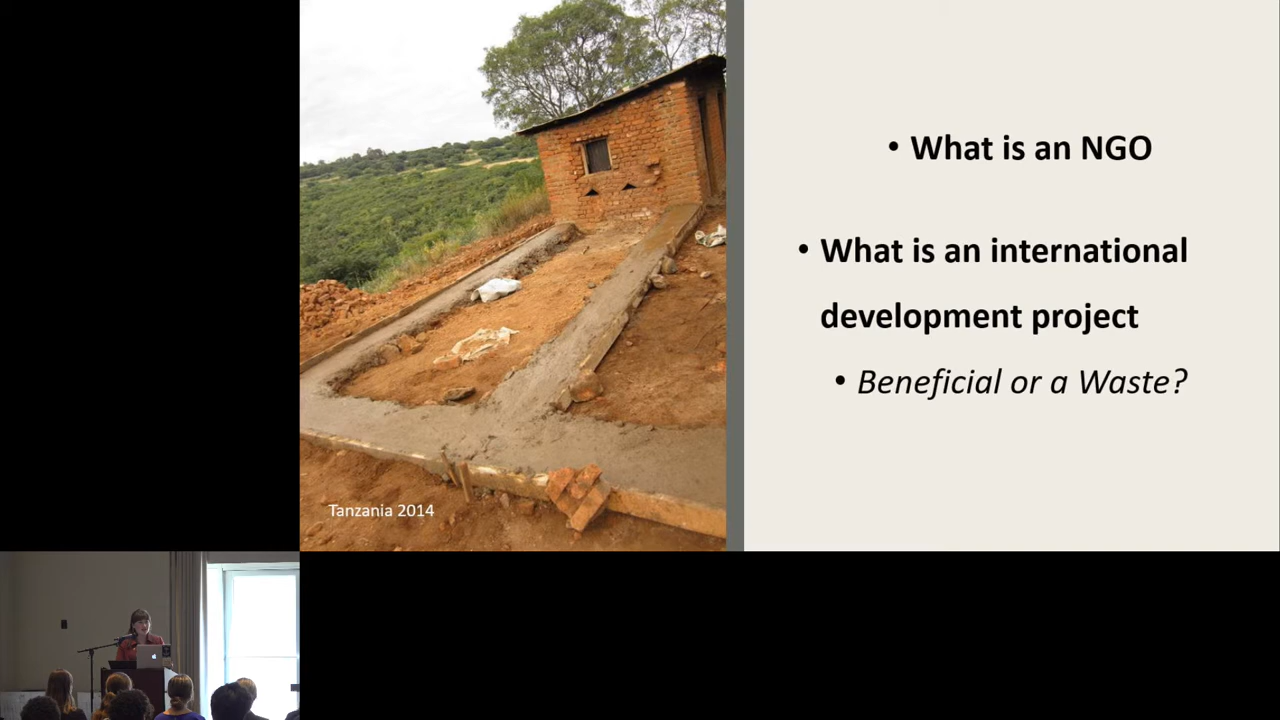 • What is an NGO
• What is an international
development project
• Beneficial or a Waste?
Tanzania 2014